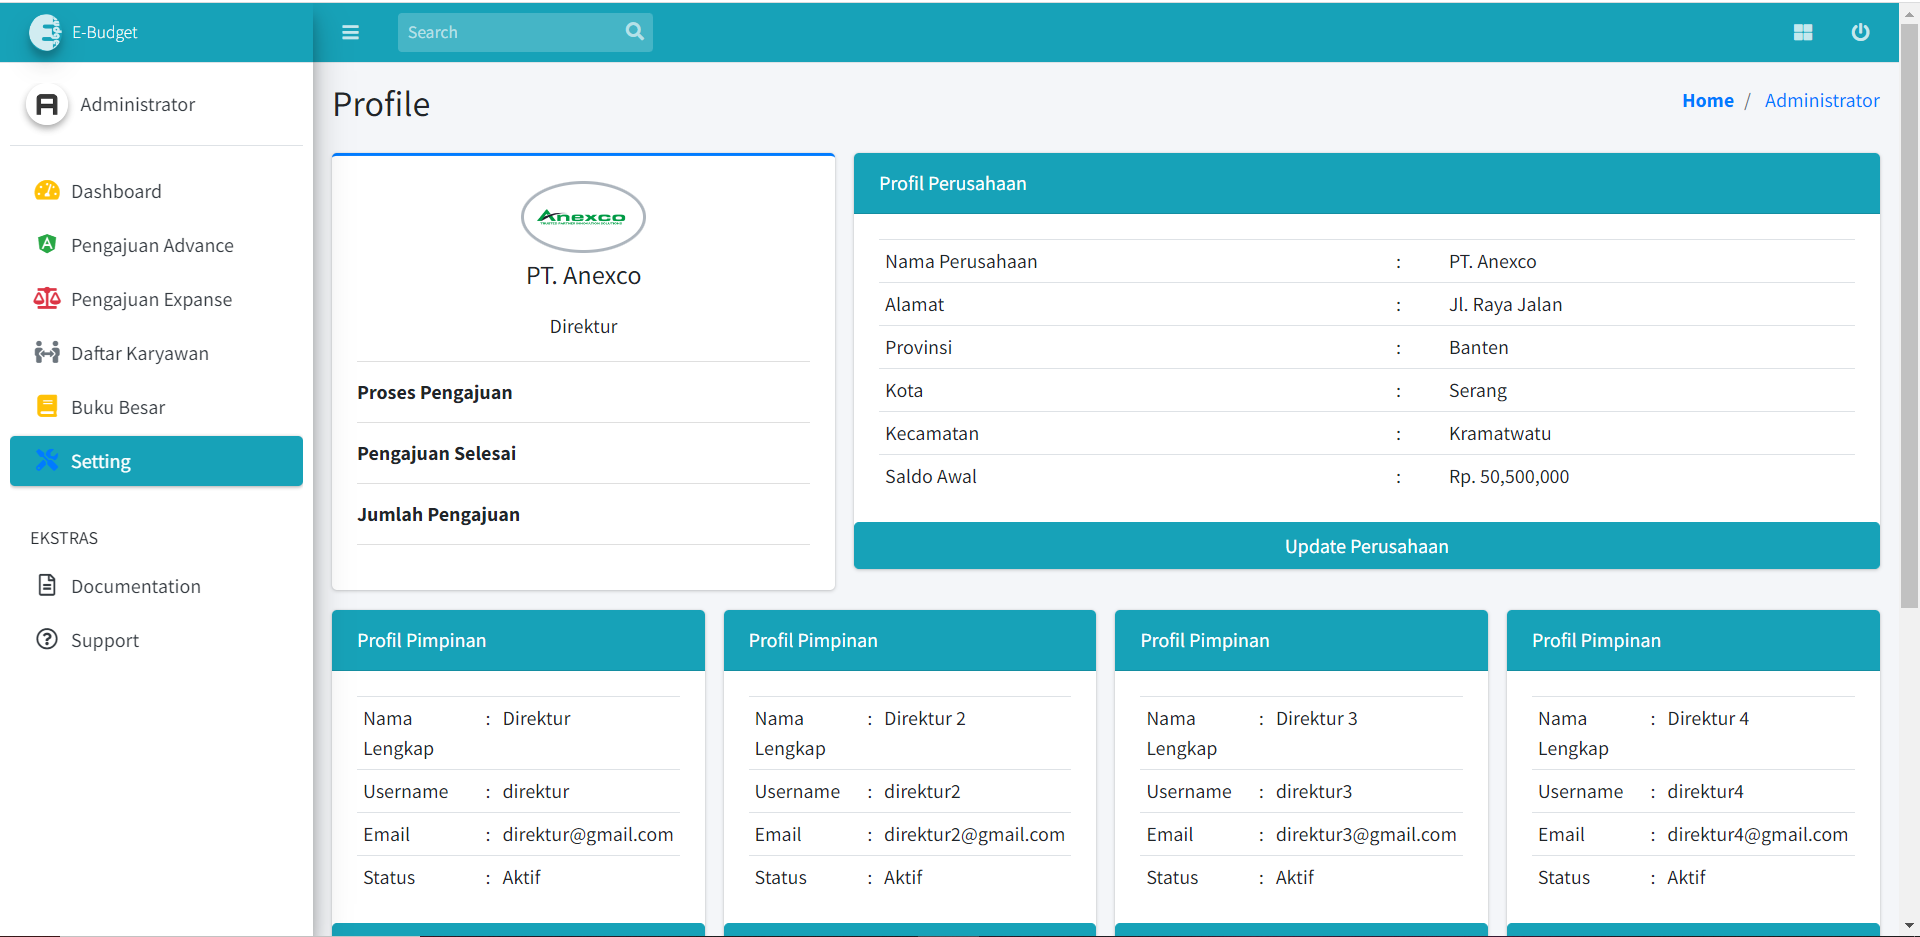 E-Budget
Search
Administrator
Dashboard
Pengajuan Advance
Pengajuan Expanse
Daftar Karyawan
Buku Besar
Setting
EKSTRAS
Documentation
Support
Profile
Home / Administrator
Anexco
TRUSTED PARTNER INNOVATION SOLUTIONS
PT. Anexco
Direktur
Proses Pengajuan
Pengajuan Selesai
Jumlah Pengajuan
Profil Perusahaan
Nama Perusahaan : PT. Anexco
Alamat : Jl. Raya Jalan
Provinsi : Banten
Kota : Serang
Kecamatan : Kramatwatu
Saldo Awal : Rp. 50,500,000
Update Perusahaan
Profil Pimpinan
Nama : Direktur
Lengkap
Username : direktur
Email : direktur@gmail.com
Status : Aktif
Profil Pimpinan
Nama : Direktur 2
Lengkap
Username : direktur2
Email : direktur2@gmail.com
Status : Aktif
Profil Pimpinan
Nama : Direktur 3
Lengkap
Username : direktur3
Email : direktur3@gmail.com
Status : Aktif
Profil Pimpinan
Nama : Direktur 4
Lengkap
Username : direktur4
Email : direktur4@gmail.com
Status : Aktif